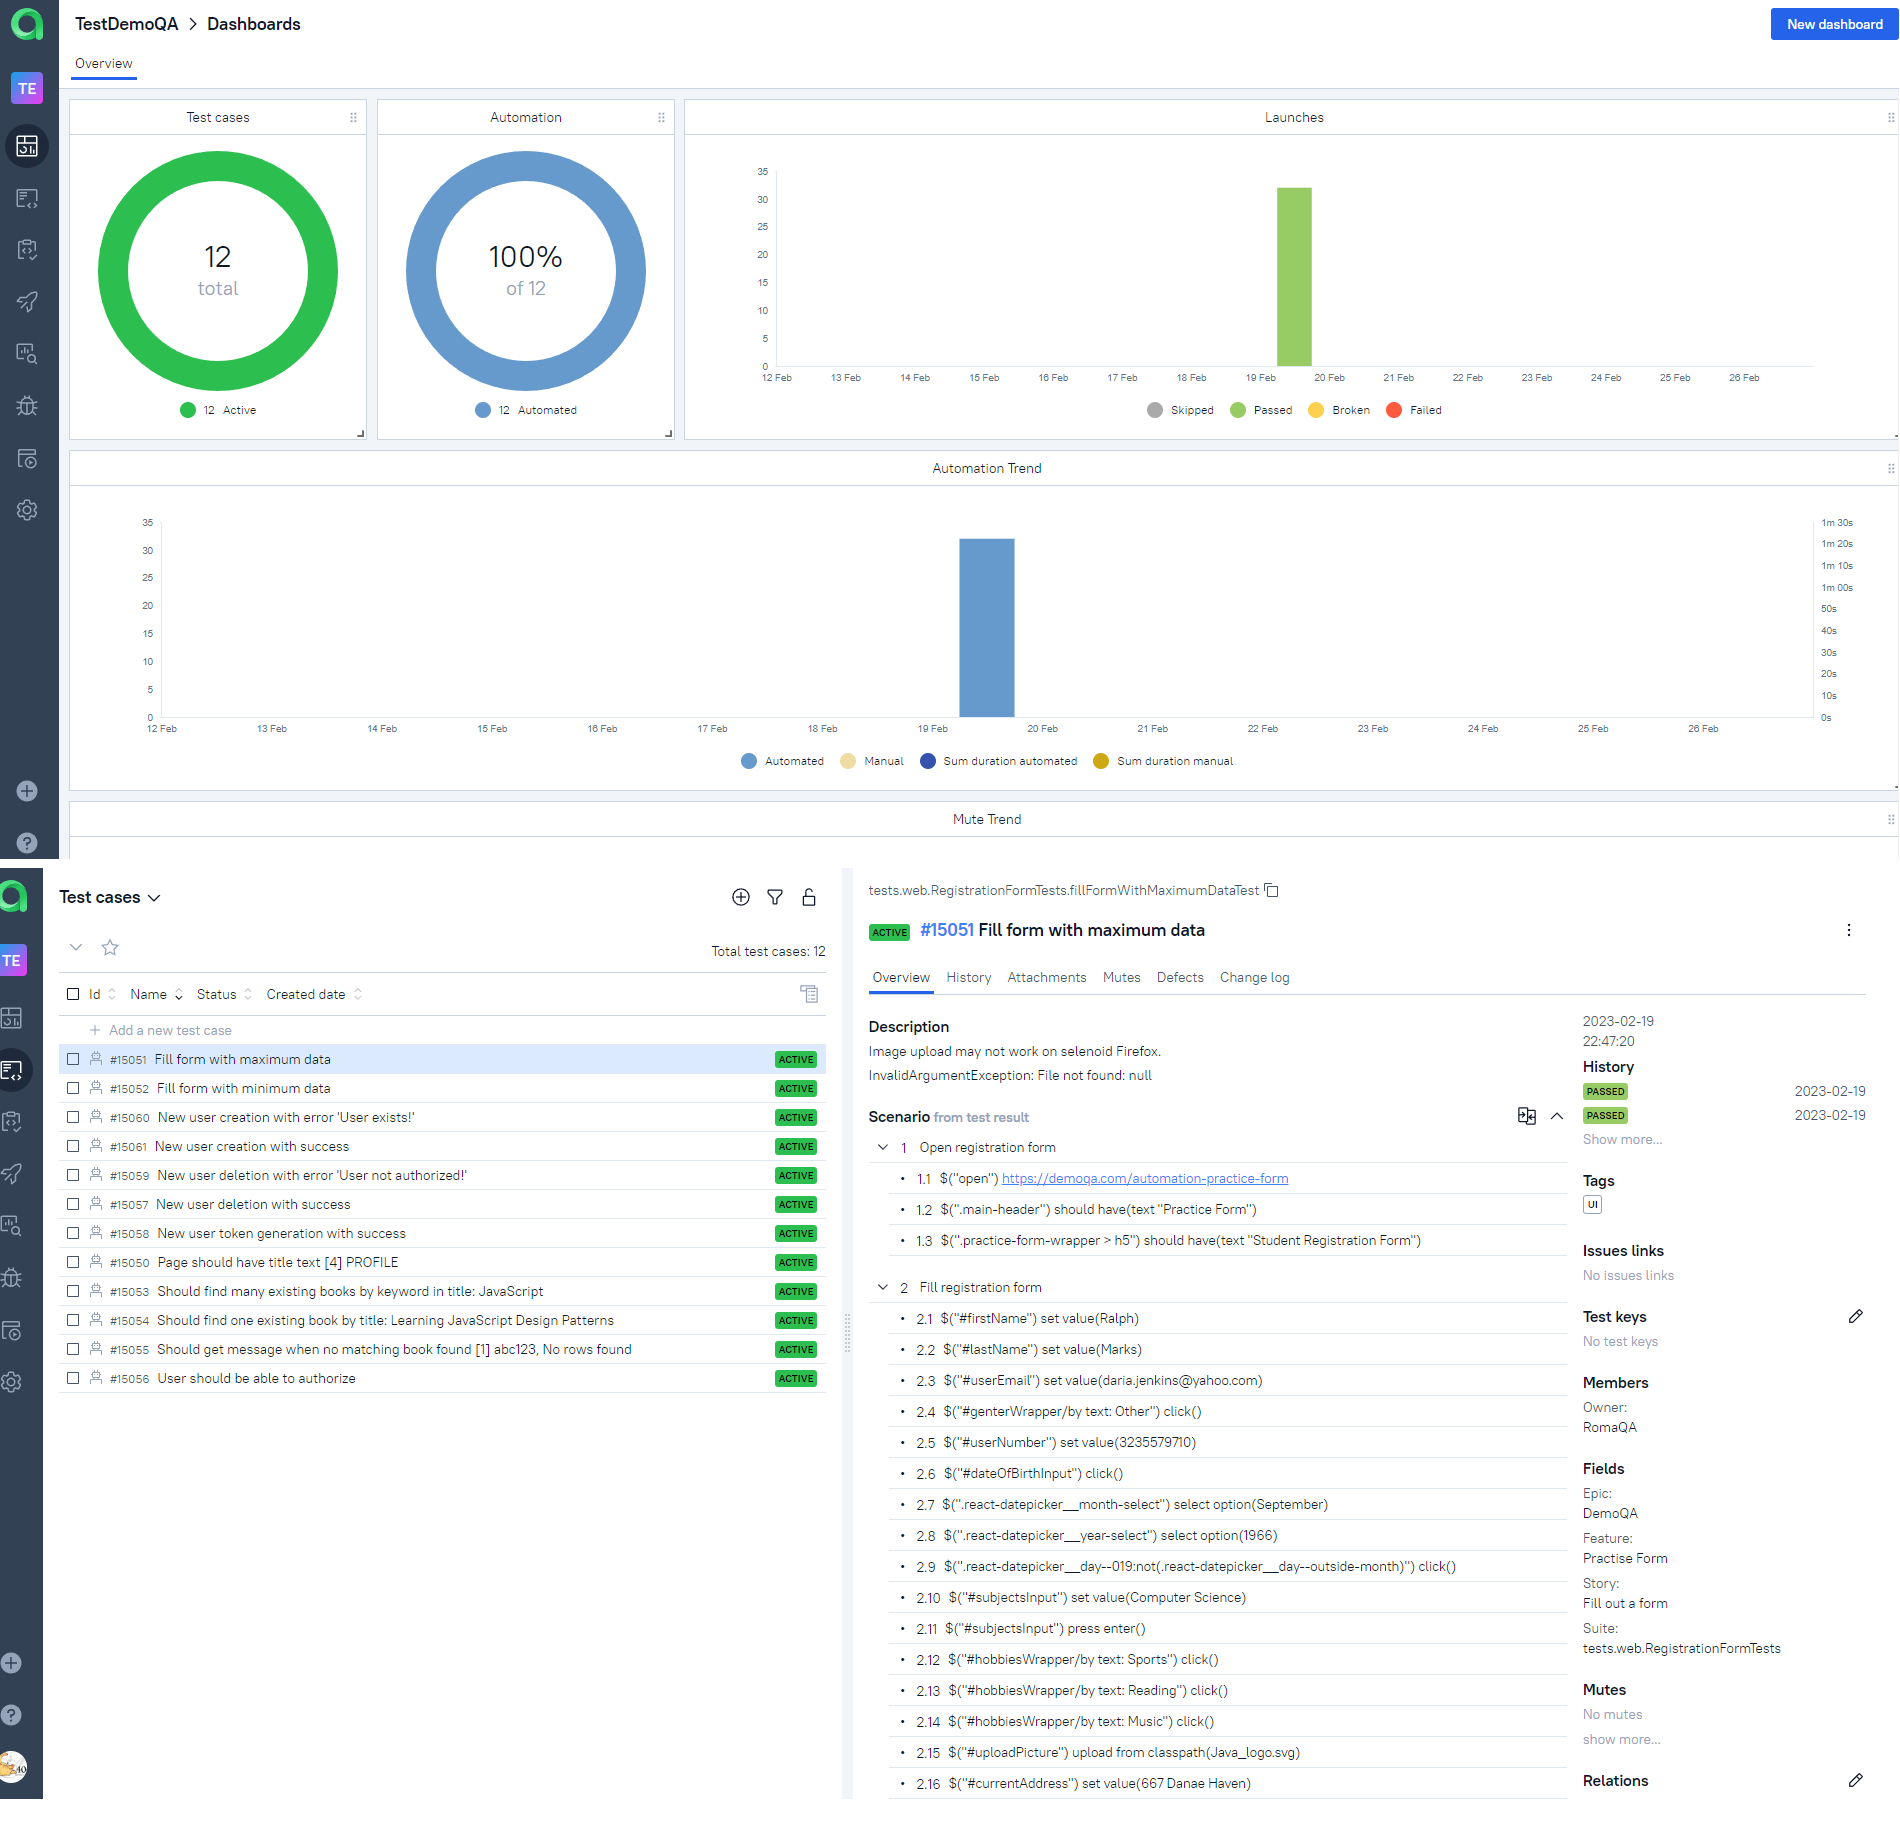 TestDemoQA > Dashboards
New dashboard
TE
Overview
Test cases
12
total
12 Active
Automation
100%
of 12
12 Automated
Launches
35
30
25
20
15
10
5
0
12 Feb 13 Feb 14 Feb 15 Feb 16 Feb 17 Feb 18 Feb 19 Feb 20 Feb 21 Feb 22 Feb 23 Feb 24 Feb 25 Feb 26 Feb
Skipped Passed Broken Failed
Automation Trend
35
30
25
20
15
10
5
0
1m 30s
1m 20s
1m 10s
1m 00s
50s
40s
30s
20s
10s
0s
12 Feb 13 Feb 14 Feb 15 Feb 16 Feb 17 Feb 18 Feb 19 Feb 20 Feb 21 Feb 22 Feb 23 Feb 24 Feb 25 Feb 26 Feb
Automated Manual Sum duration automated Sum duration manual
Mute Trend
Test cases
TE
Total test cases: 12
Id Name Status Created date
+ Add a new test case
#15051 Fill form with maximum data ACTIVE
#15052 Fill form with minimum data ACTIVE
#15060 New user creation with error 'User exists!' ACTIVE
#15061 New user creation with success ACTIVE
#15059 New user deletion with error 'User not authorized!' ACTIVE
#15057 New user deletion with success ACTIVE
#15058 New user token generation with success ACTIVE
#15050 Page should have title text [4] PROFILE ACTIVE
#15053 Should find many existing books by keyword in title: JavaScript ACTIVE
#15054 Should find one existing book by title: Learning JavaScript Design Patterns ACTIVE
#15055 Should get message when no matching book found [1] abc123, No rows found ACTIVE
#15056 User should be able to authorize ACTIVE
40
tests.web.RegistrationFormTests.fillFormWithMaximumDataTest
ACTIVE #15051 Fill form with maximum data
Overview History Attachments Mutes Defects Change log
Description
Image upload may not work on selenoid Firefox.
InvalidArgumentException: File not found: null
Scenario from test result
1 Open registration form
1.1 $("open") https://demoqa.com/automation-practice-form
1.2 $(".main-header") should have(text "Practice Form")
1.3 $(".practice-form-wrapper > h5") should have(text "Student Registration Form")
2 Fill registration form
2.1 $("#firstName") set value(Ralph)
2.2 $("#lastName") set value(Marks)
2.3 $("#userEmail") set value(daria.jenkins@yahoo.com)
2.4 $("#genterWrapper/by text: Other") click()
2.5 $("#userNumber") set value(3235579710)
2.6 $("#dateOfBirthInput") click()
2.7 $(".react-datepicker__month-select") select option(September)
2.8 $(".react-datepicker__year-select") select option(1966)
2.9 $(".react-datepicker__day--019:not(.react-datepicker__day--outside-month)") click()
2.10 $("#subjectsInput") set value(Computer Science)
2.11 $("#subjectsInput") press enter()
2.12 $("#hobbiesWrapper/by text: Sports") click()
2.13 $("#hobbiesWrapper/by text: Reading") click()
2.14 $("#hobbiesWrapper/by text: Music") click()
2.15 $("#uploadPicture") upload from classpath(Java_logo.svg)
2.16 $("#currentAddress") set value(667 Danae Haven)
2023-02-19
22:47:20
History
PASSED 2023-02-19
PASSED 2023-02-19
Show more...
Tags
UI
Issues links
No issues links
Test keys
No test keys
Members
Owner:
RomaQA
Fields
Epic:
DemoQA
Feature:
Practise Form
Story:
Fill out a form
Suite:
tests.web.RegistrationFormTests
Mutes
No mutes
show more...
Relations